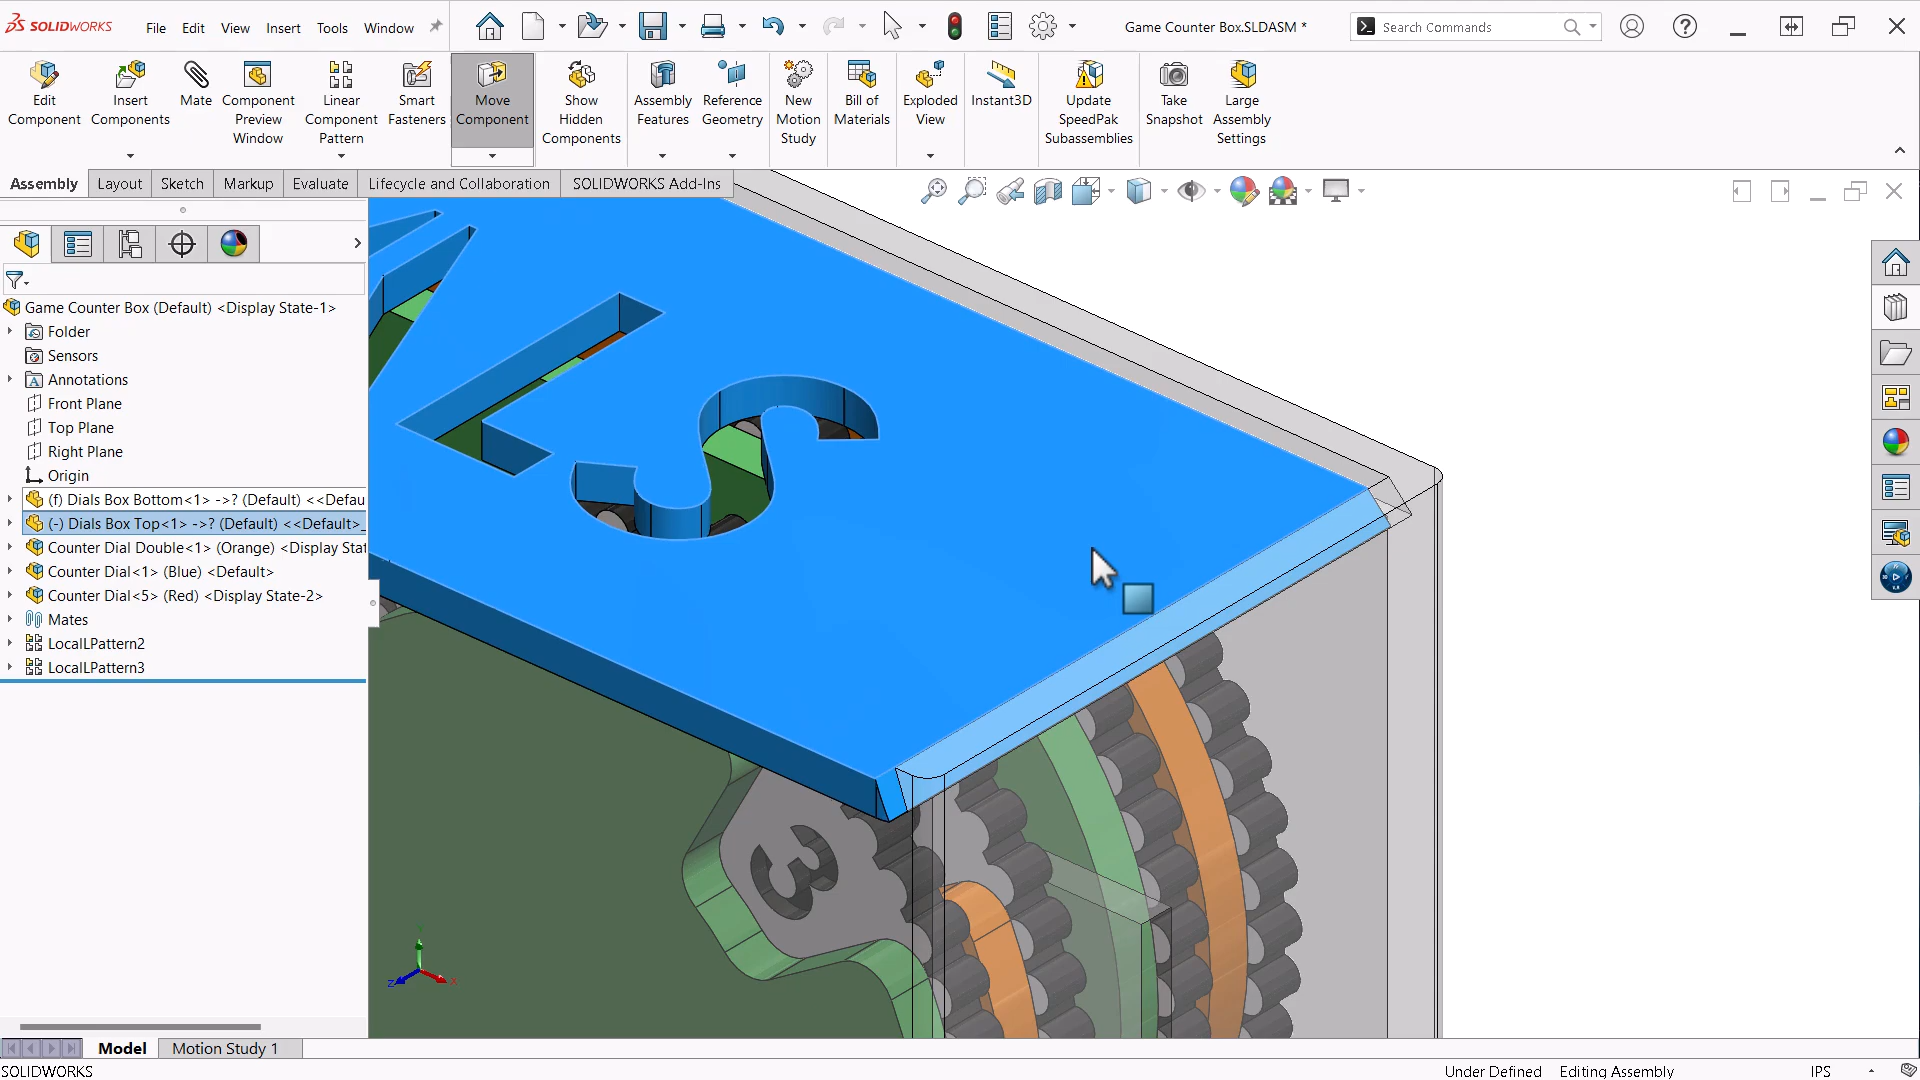 SOLIDWORKS
File Edit View Insert Tools Window
Game Counter Box.SLDASM *
Search Commands
Edit Component
Insert Components
Mate
Component Preview Window
Linear Component Pattern
Smart Fasteners
Move Component
Show Hidden Components
Assembly Features
Reference Geometry
New Motion Study
Bill of Materials
Exploded View
Instant3D
Update SpeedPak Subassemblies
Take Snapshot
Large Assembly Settings
Assembly Layout Sketch Markup Evaluate Lifecycle and Collaboration SOLIDWORKS Add-Ins
Game Counter Box (Default) <Display State-1>
Folder
Sensors
Annotations
Front Plane
Top Plane
Right Plane
Origin
(f) Dials Box Bottom<1> ->? (Default) <<Defau
(-) Dials Box Top<1> ->? (Default) <<Default>_
Counter Dial Double<1> (Orange) <Display Stat
Counter Dial<1> (Blue) <Default>
Counter Dial<5> (Red) <Display State-2>
Mates
LocalLPattern2
LocalLPattern3
S
3
Y
Z X
Model Motion Study 1
SOLIDWORKS
Under Defined Editing Assembly IPS